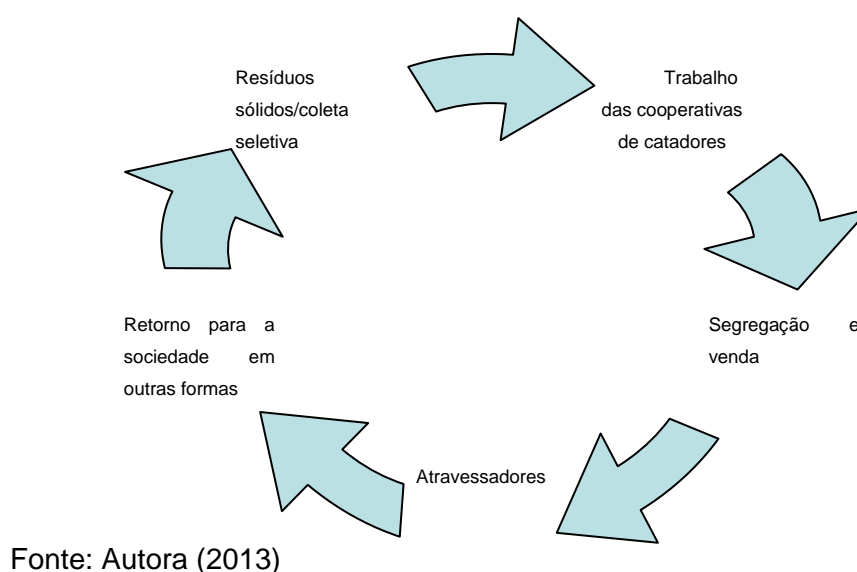 Resíduos
sólidos/coleta
seletiva
Trabalho
das cooperativas
de catadores
Segregação e
venda
Atravessadores
Retorno para a
sociedade em
outras formas
Fonte: Autora (2013)